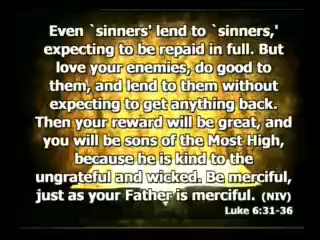 Even `sinners' lend to `sinners,'
expecting to be repaid in full. But
love your enemies, do good to
them, and lend to them without
expecting to get anything back.
Then your reward will be great, and
you will be sons of the Most High,
because he is kind to the
ungrateful and wicked. Be merciful,
just as your Father is merciful. (NIV)
Luke 6:31-36